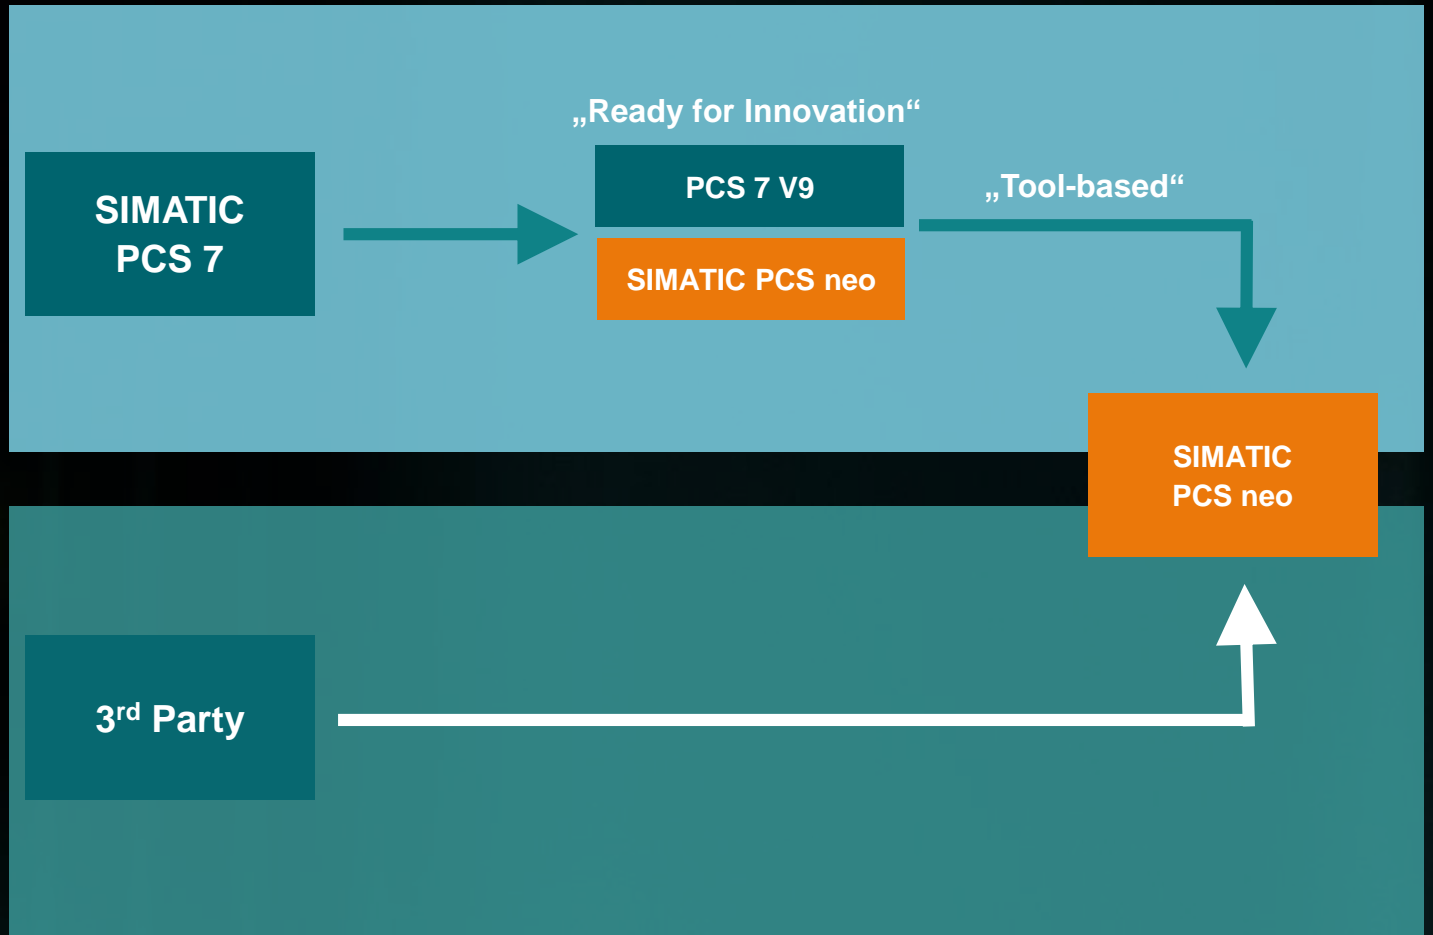 „Ready for Innovation“
SIMATIC
PCS 7
PCS 7 V9
SIMATIC PCS neo
„Tool-based“
SIMATIC
PCS neo
3rd Party